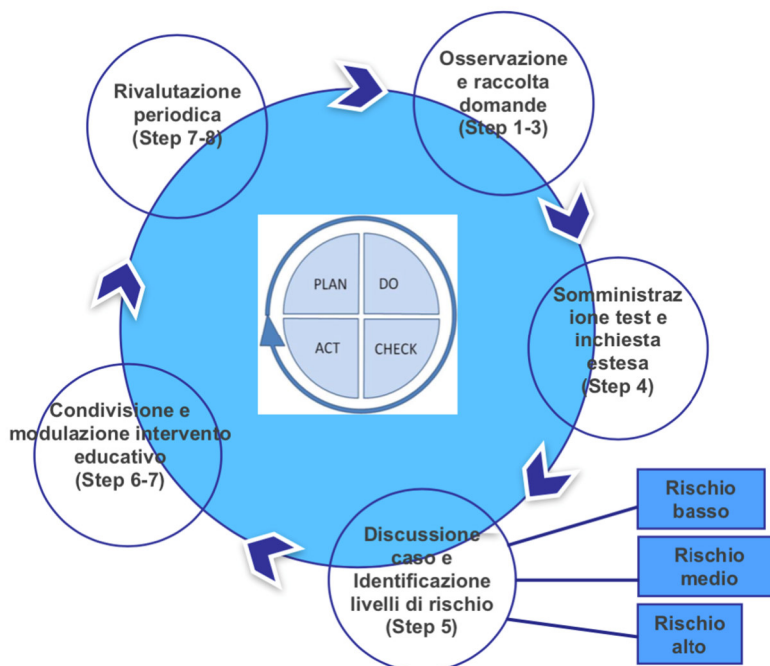 Osservazione
e raccolta
domande
(Step 1-3)
Somministraz
ione test e
inchiesta
estesa
(Step 4)
Discussione
caso e
Identificazione
livelli di rischio
(Step 5)
Rischio
basso
Rischio
medio
Rischio
alto
Condivisione e
modulazione intervento
educativo
(Step 6-7)
Rivalutazione
periodica
(Step 7-8)
PLAN
DO
ACT
CHECK